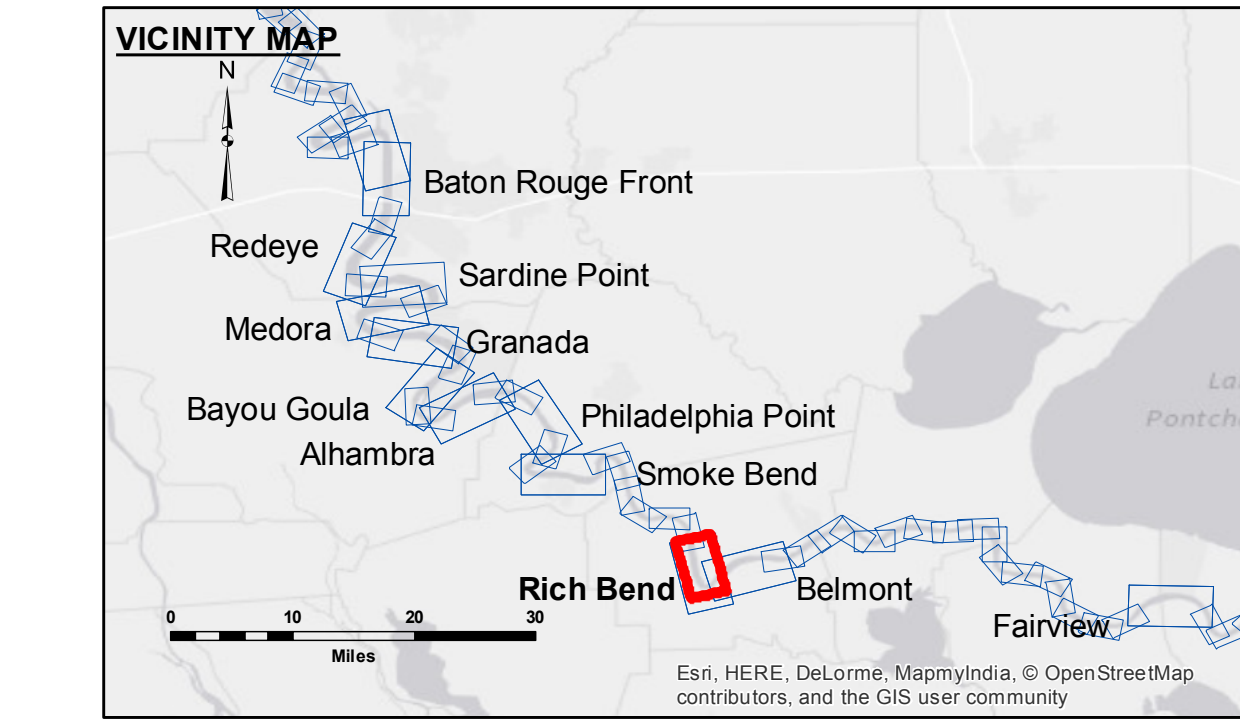 VICINITY MAP
N
Baton Rouge Front
Redeye
Sardine Point
Medora
Granada
Bayou Goula
Philadelphia Point
Alhambra
Smoke Bend
Rich Bend
Belmont
Fairview
0 10 20 30
Miles
Esri, HERE, DeLorme, MapmyIndia, © OpenStreetMap
contributors, and the GIS user community